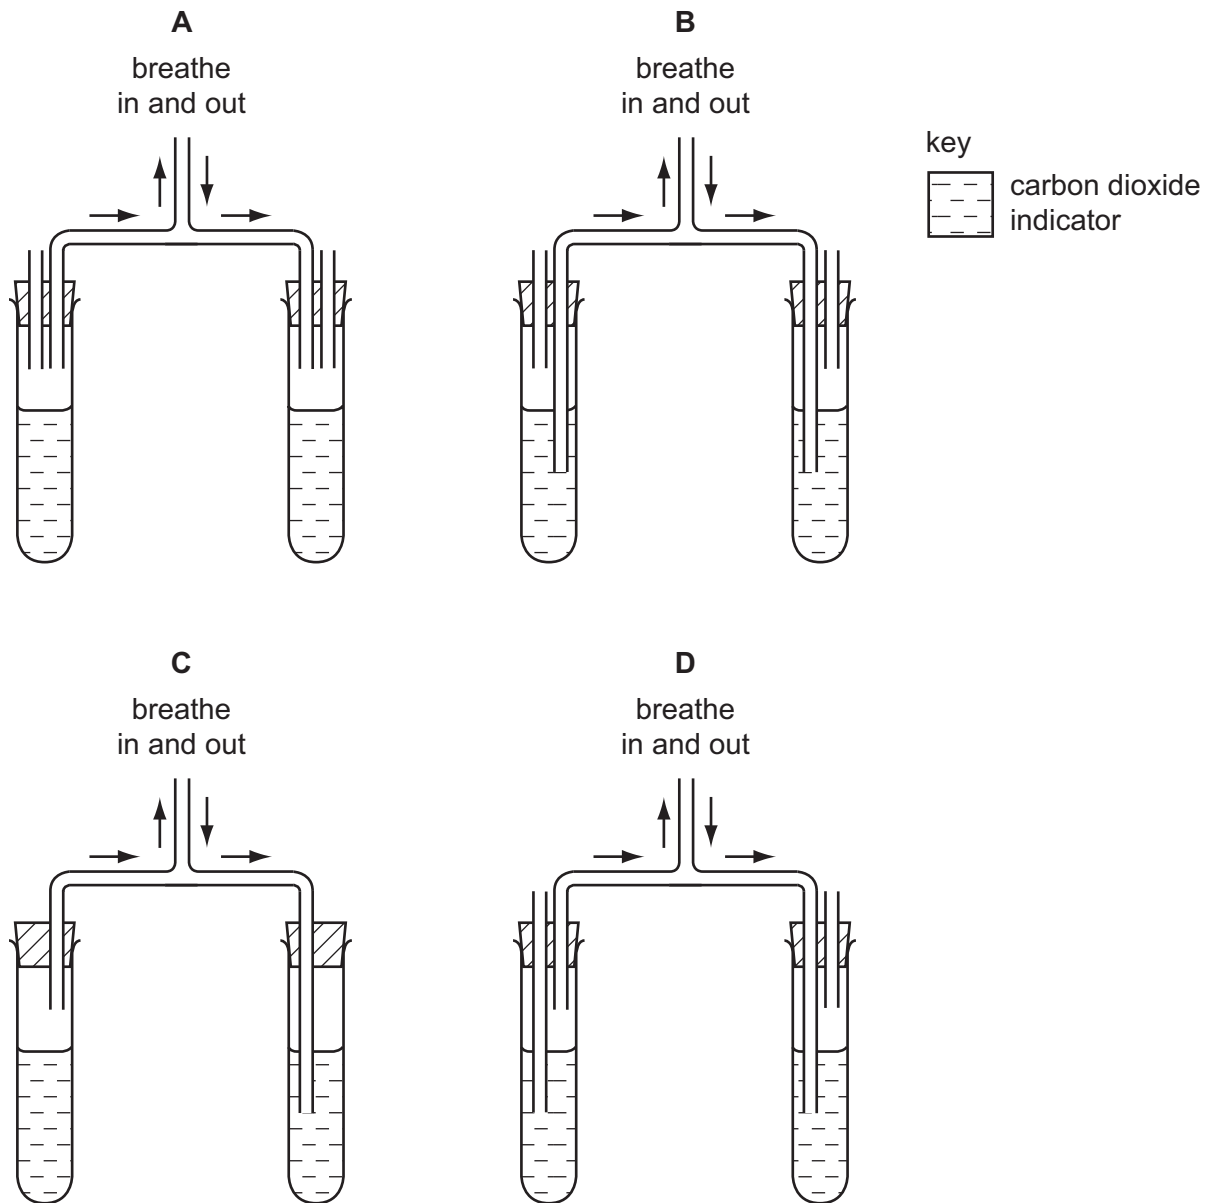 A
breathe
in and out
B
breathe
in and out
key
carbon dioxide
indicator
C
breathe
in and out
D
breathe
in and out